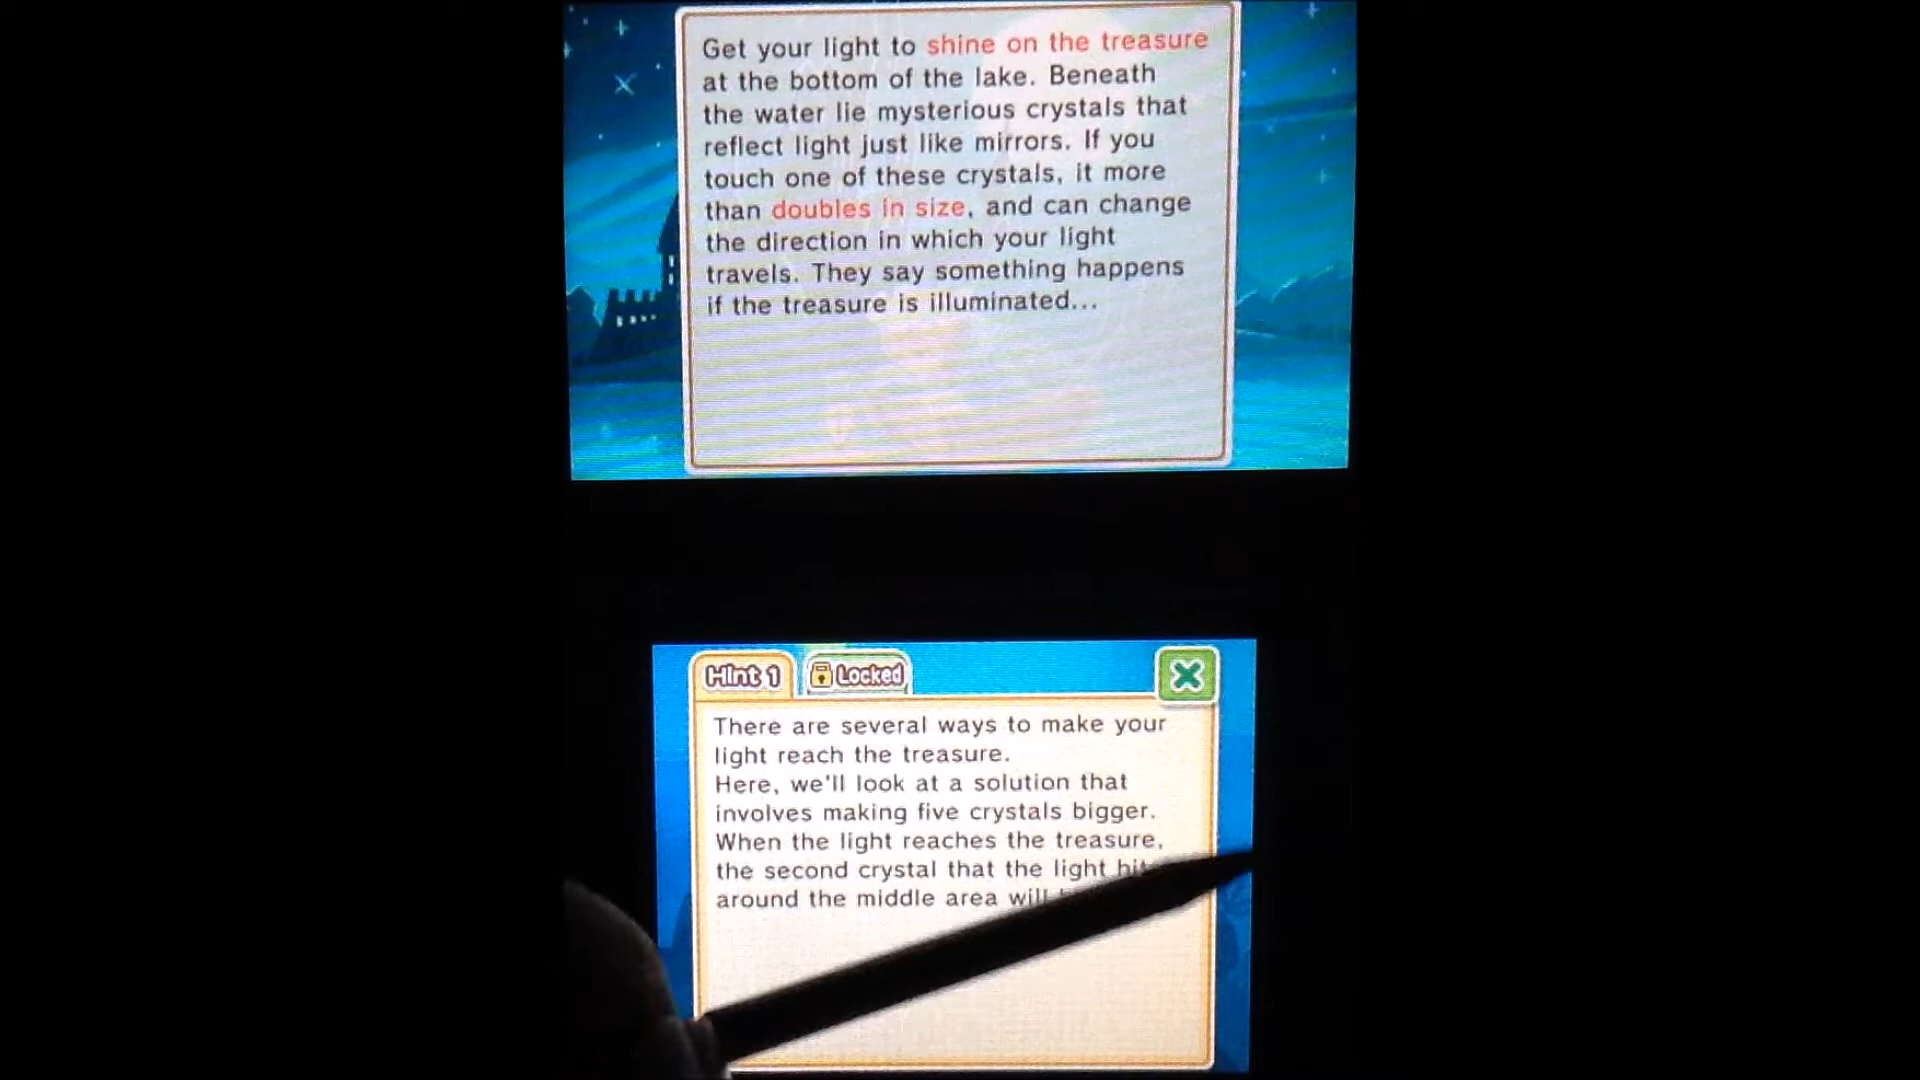 Get your light to shine on the treasure
at the bottom of the lake. Beneath
the water lie mysterious crystals that
reflect light just like mirrors. If you
touch one of these crystals, it more
than doubles in size, and can change
the direction in which your light
travels. They say something happens
if the treasure is illuminated...
Hint 1 Locked
There are several ways to make your
light reach the treasure.
Here, we'll look at a solution that
involves making five crystals bigger.
When the light reaches the treasure,
the second crystal that the light
around the middle area will